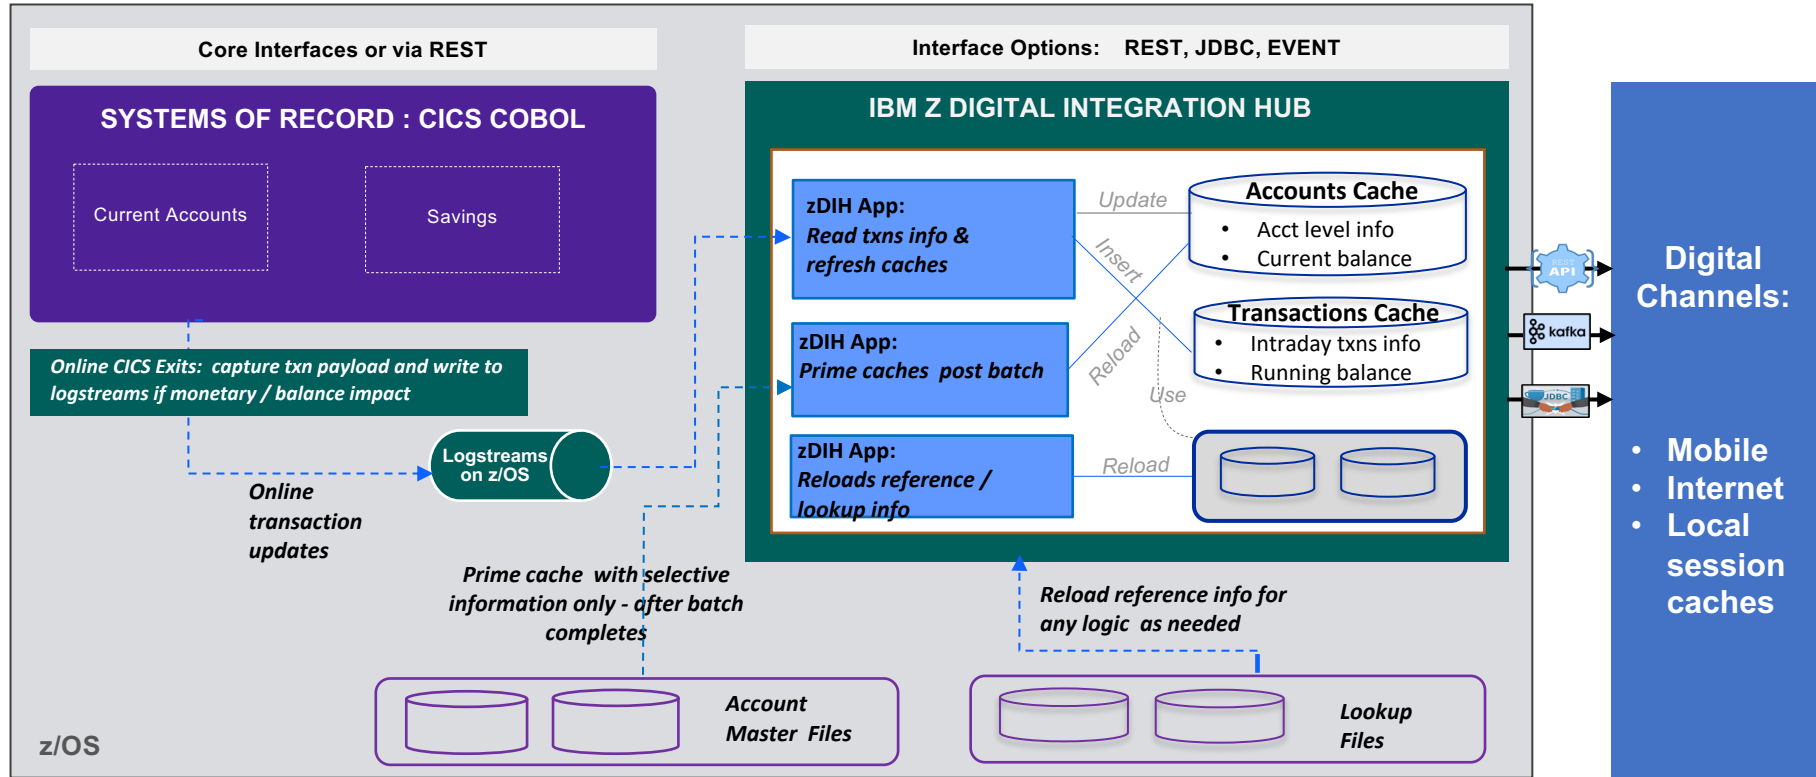 Core Interfaces or via REST
Interface Options: REST, JDBC, EVENT
SYSTEMS OF RECORD : CICS COBOL
Current Accounts
Savings
Online CICS Exits: capture txn payload and write to
logstreams if monetary / balance impact
Logstreams
on z/OS
Online
transaction
updates
Prime cache with selective
information only - after batch
completes
Account
Master Files
z/OS
IBM Z DIGITAL INTEGRATION HUB
zDIH App:
Read txns info &
refresh caches
zDIH App:
Prime caches post batch
zDIH App:
Reloads reference /
lookup info
Update
Insert
Reload
Use
Reload
Accounts Cache
• Acct level info
• Current balance
Transactions Cache
• Intraday txns info
• Running balance
Reload reference info for
any logic as needed
Lookup
Files
REST
API
kafka
JDBC
Digital
Channels:
• Mobile
• Internet
• Local
session
caches